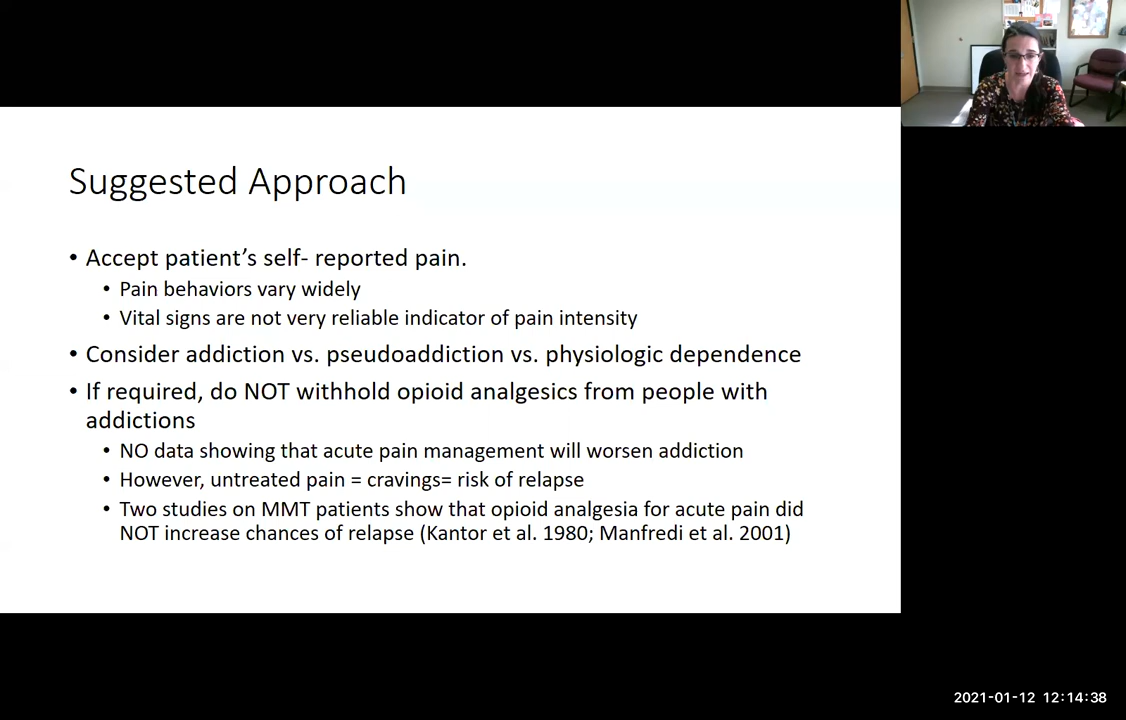 Suggested Approach
• Accept patient's self- reported pain.
• Pain behaviors vary widely
• Vital signs are not very reliable indicator of pain intensity
• Consider addiction vs. pseudoaddiction vs. physiologic dependence
• If required, do NOT withhold opioid analgesics from people with
addictions
• NO data showing that acute pain management will worsen addiction
• However, untreated pain = cravings= risk of relapse
• Two studies on MMT patients show that opioid analgesia for acute pain did
NOT increase chances of relapse (Kantor et al. 1980; Manfredi et al. 2001)
2021-01-12 12:14:38